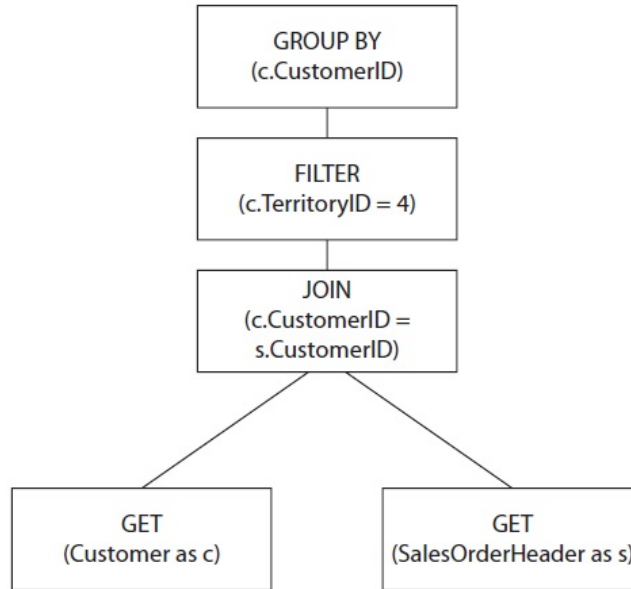 GROUP BY
(c.CustomerID)
FILTER
(c.TerritoryID = 4)
JOIN
(c.CustomerID =
s.CustomerID)
GET
(Customer as c)
GET
(SalesOrderHeader as s)